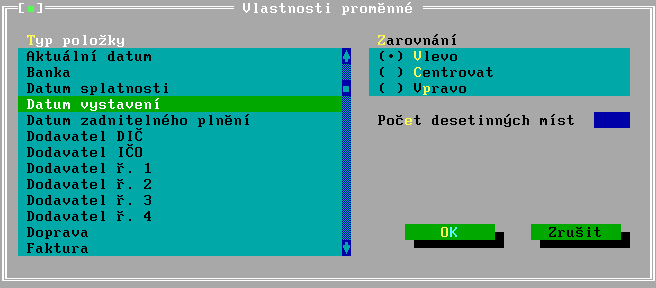 Vlastnosti proměnné
Typ položky
Aktuální datum
Banka
Datum splatnosti
Datum vystavení
Datum zadnitelného plnění
Dodavatel DIČ
Dodavatel IČO
Dodavatel ř. 1
Dodavatel ř. 2
Dodavatel ř. 3
Dodavatel ř. 4
Doprava
Faktura
Zarovnání
(•) Vlevo
( ) Centrovat
( ) Vpravo
Počet desetinných míst
OK
Zrušit